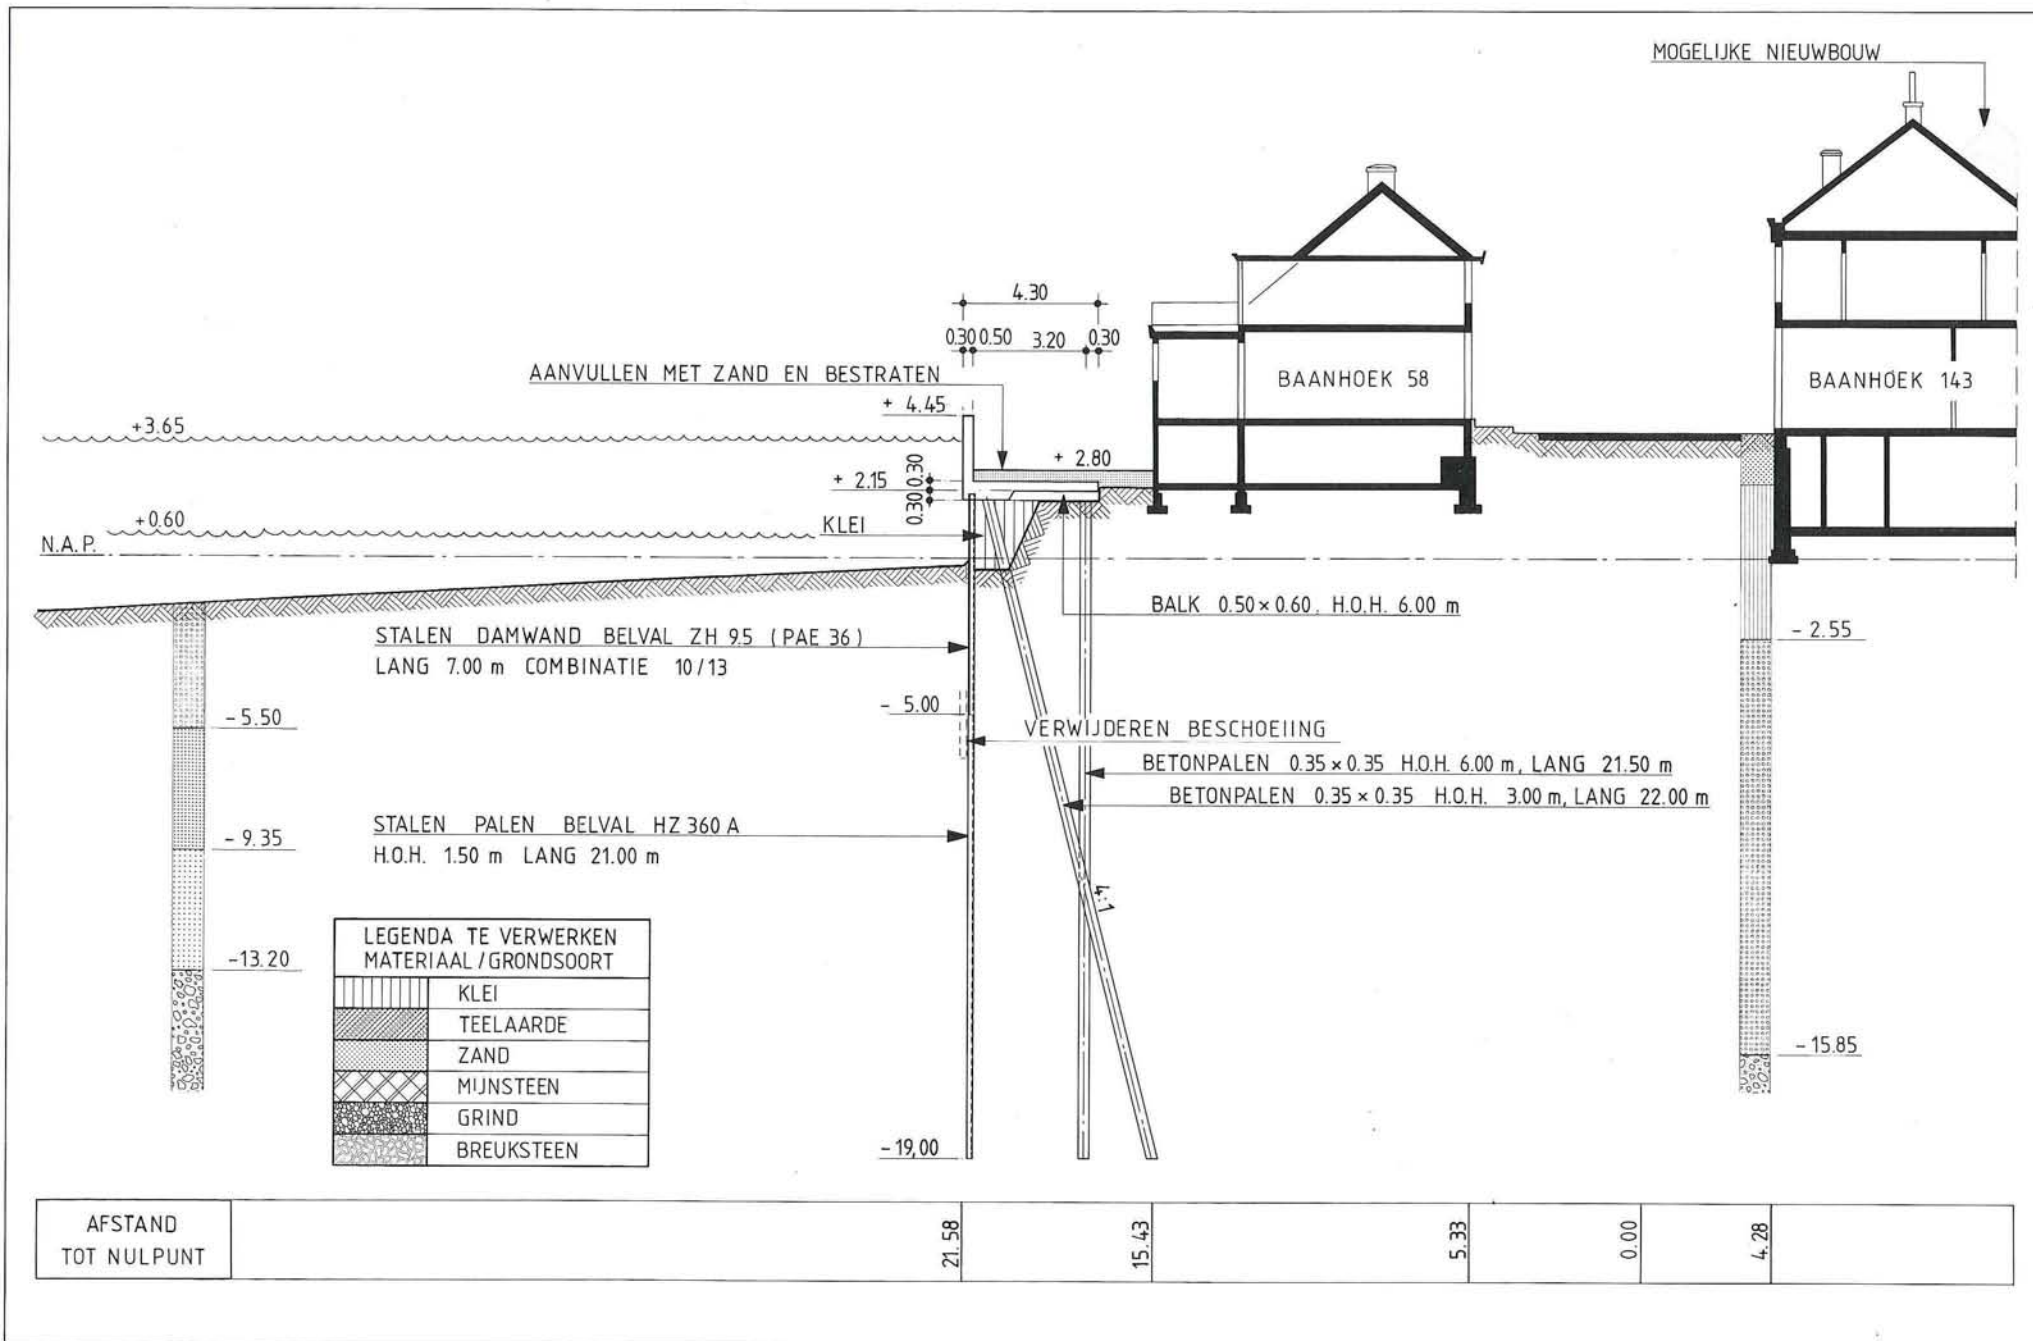 MOGELIJKE NIEUWBOUW
4.30
0.30 0.50 3.20 0.30
AANVULLEN MET ZAND EN BESTRATEN
BAANHOEK 58
BAANHOEK 143
+ 4.45
+3.65
+ 2.80
+ 2.15
0.30
0.30
+0.60
KLEI
N.A.P.
BALK 0.50 × 0.60. H.O.H. 6.00 m
STALEN DAMWAND BELVAL ZH 9.5 (PAE 36)
LANG 7.00 m COMBINATIE 10/13
- 2.55
- 5.50
- 5.00
VERWIJDEREN BESCHOEIING
BETONPALEN 0.35 × 0.35 H.O.H. 6.00 m, LANG 21.50 m
BETONPALEN 0.35 × 0.35 H.O.H. 3.00 m, LANG 22.00 m
STALEN PALEN BELVAL HZ 360 A
H.O.H. 1.50 m LANG 21.00 m
- 9.35
4:1
-13.20
LEGENDA TE VERWERKEN
MATERIAAL / GRONDSOORT
KLEI
TEELAARDE
ZAND
MIJNSTEEN
GRIND
BREUKSTEEN
-15.85
-19,00
AFSTAND
TOT NULPUNT
21.58
15.43
5.33
0.00
4.28